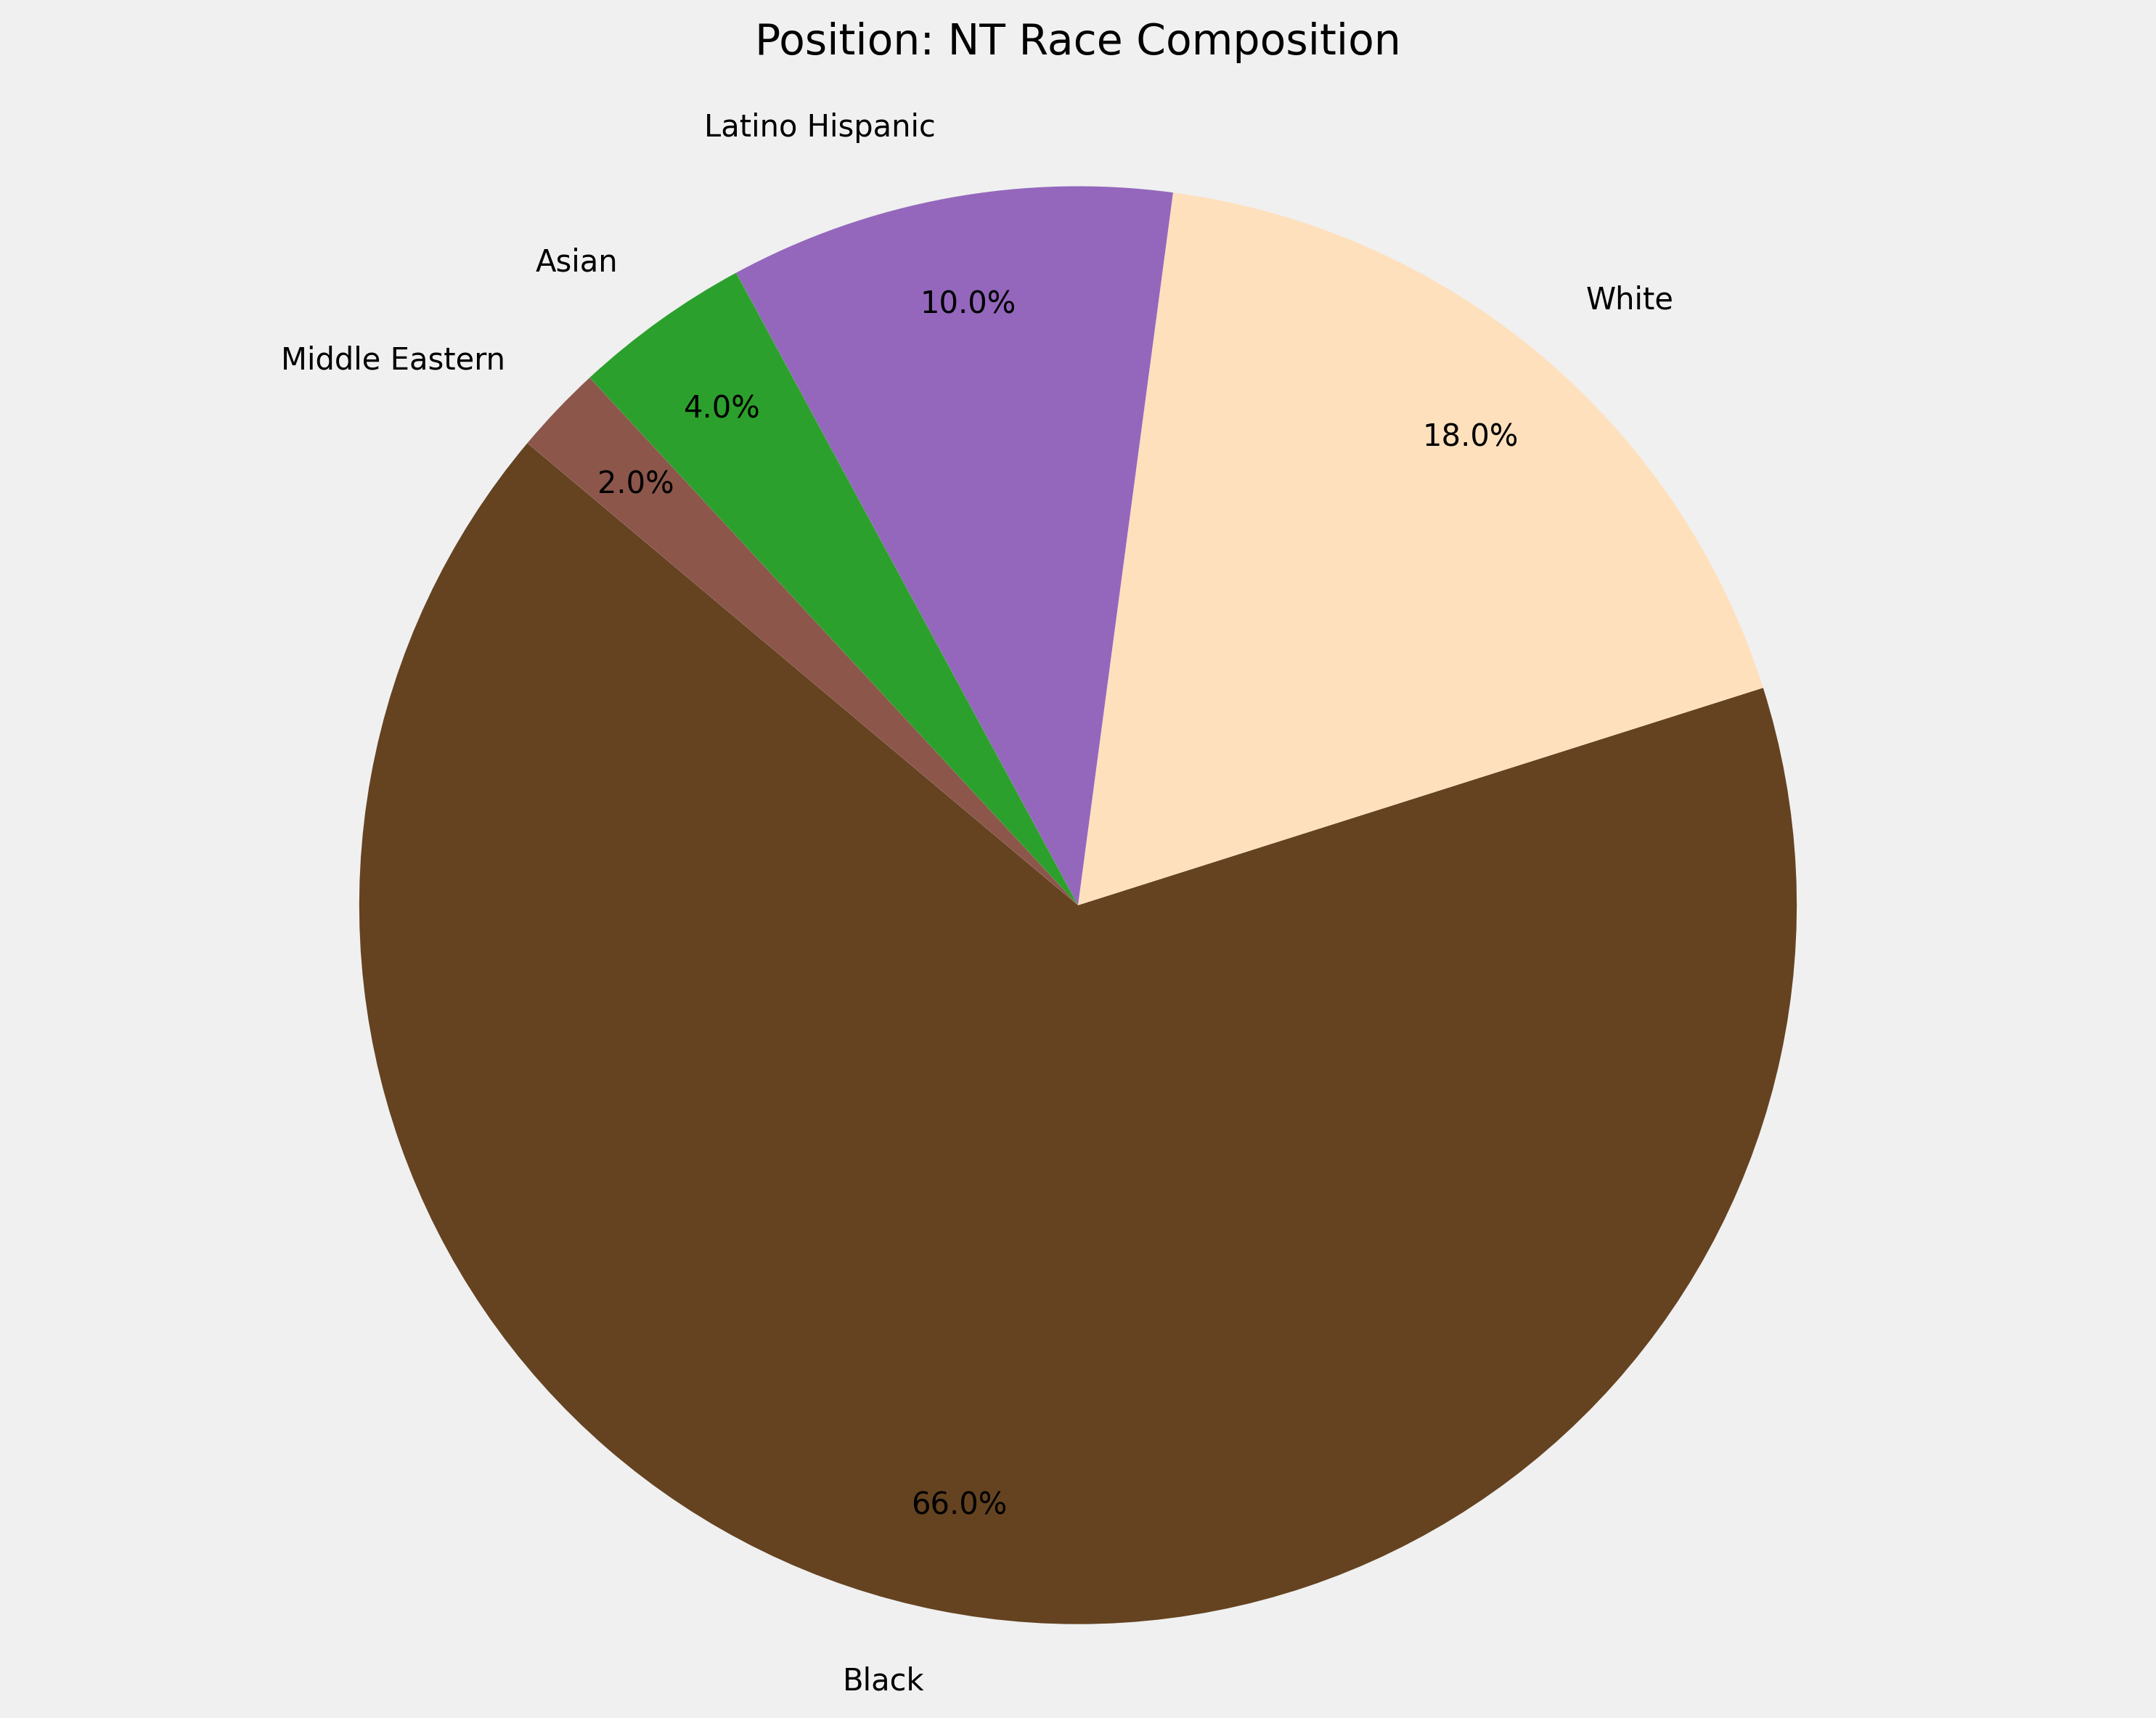 Position: NT Race Composition
Latino Hispanic
Asian
White
10.0%
Middle Eastern
4.0%
18.0%
2.0%
66.0%
Black